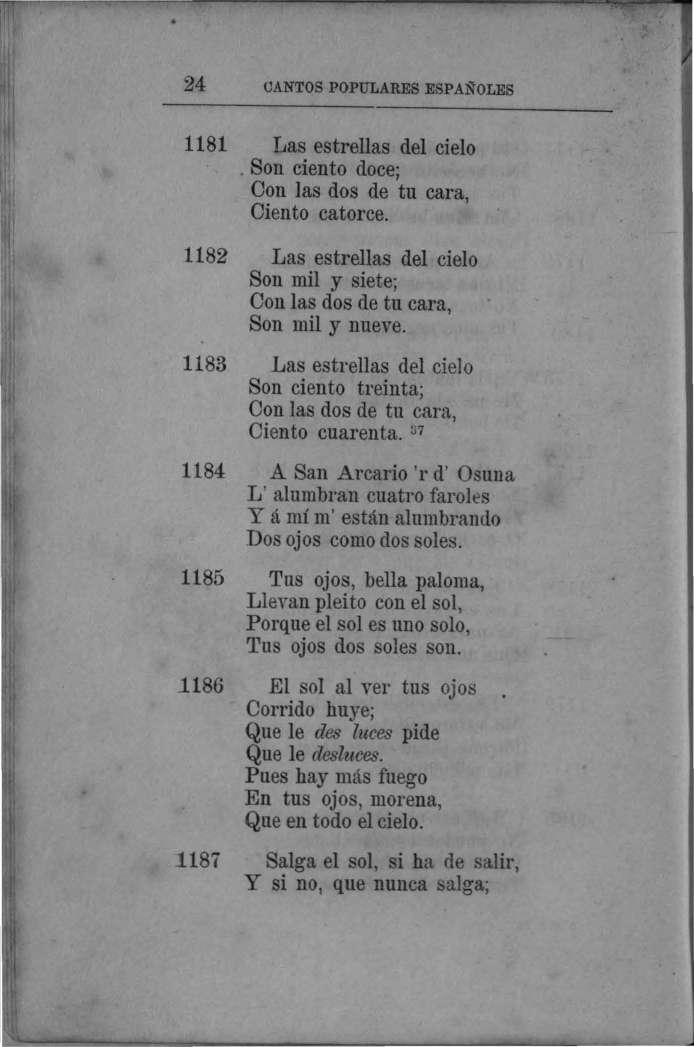 24 CANTOS POPULARES ESPAÑOLES
1181 Las estrellas del cielo
Son ciento doce;
Con las dos de tu cara,
Ciento catorce.
1182 Las estrellas del cielo
Son mil y siete;
Con las dos de tu cara,
Son mil y nueve.
1183 Las estrellas del cielo
Son ciento treinta;
Con las dos de tu cara,
Ciento cuarenta. 37
1184 A San Arcario 'r d' Osuna
L' alumbran cuatro faroles
Y á mí m' están alumbrando
Dos ojos como dos soles.
1185 Tus ojos, bella paloma,
Llevan pleito con el sol,
Porque el sol es uno solo,
Tus ojos dos soles son.
1186 El sol al ver tus ojos
Corrido huye;
Que le des luces pide
Que le desluces.
Pues hay más fuego
En tus ojos, morena,
Que en todo el cielo.
1187 Salga el sol, si ha de salir,
Y si no, que nunca salga;